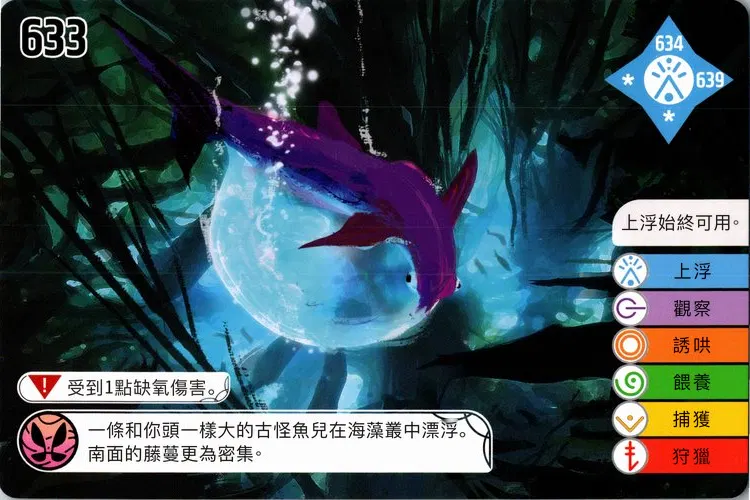 633
634
* 639
*
上浮始終可用。
上浮
觀察
誘哄
餵養
捕獲
狩獵
! 受到1點缺氧傷害。
一條和你頭一樣大的古怪魚兒在海藻叢中漂浮。
南面的藤蔓更為密集。